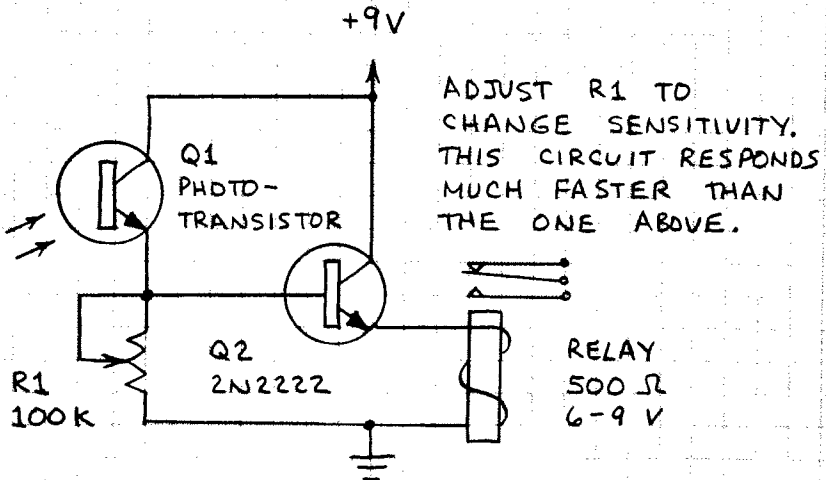 +9V
ADJUST R1 TO
CHANGE SENSITIVITY.
THIS CIRCUIT RESPONDS
MUCH FASTER THAN
THE ONE ABOVE.
Q1
PHOTO-
TRANSISTOR
Q2
2N2222
R1
100K
RELAY
500 Ω
6-9 V